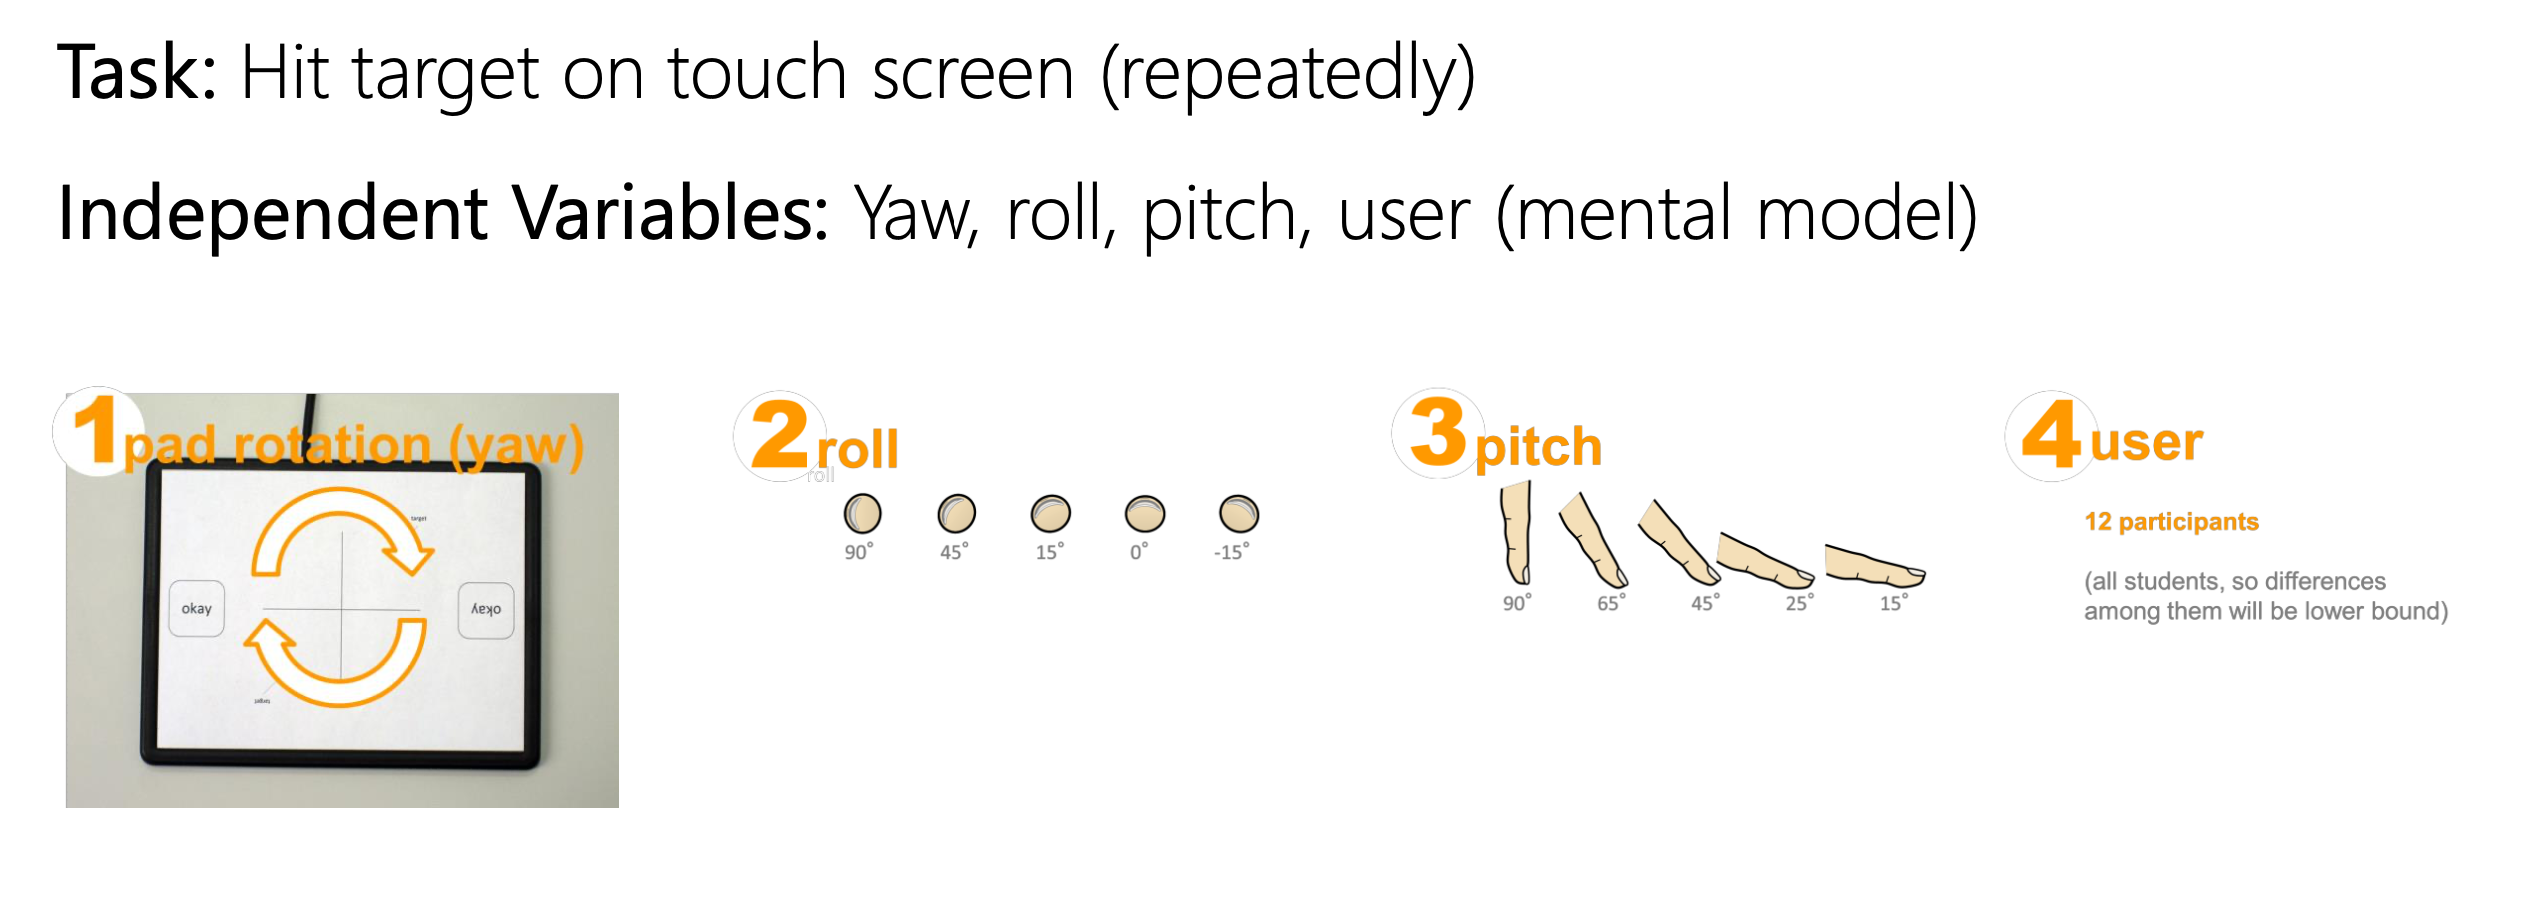 Task: Hit target on touch screen (repeatedly)
Independent Variables: Yaw, roll, pitch, user (mental model)
1 pad rotation (yaw)
target
okay
okay
target
2 roll
roll
90° 45° 15° 0° -15°
3 pitch
90° 65° 45° 25° 15°
4 user
12 participants
(all students, so differences
among them will be lower bound)